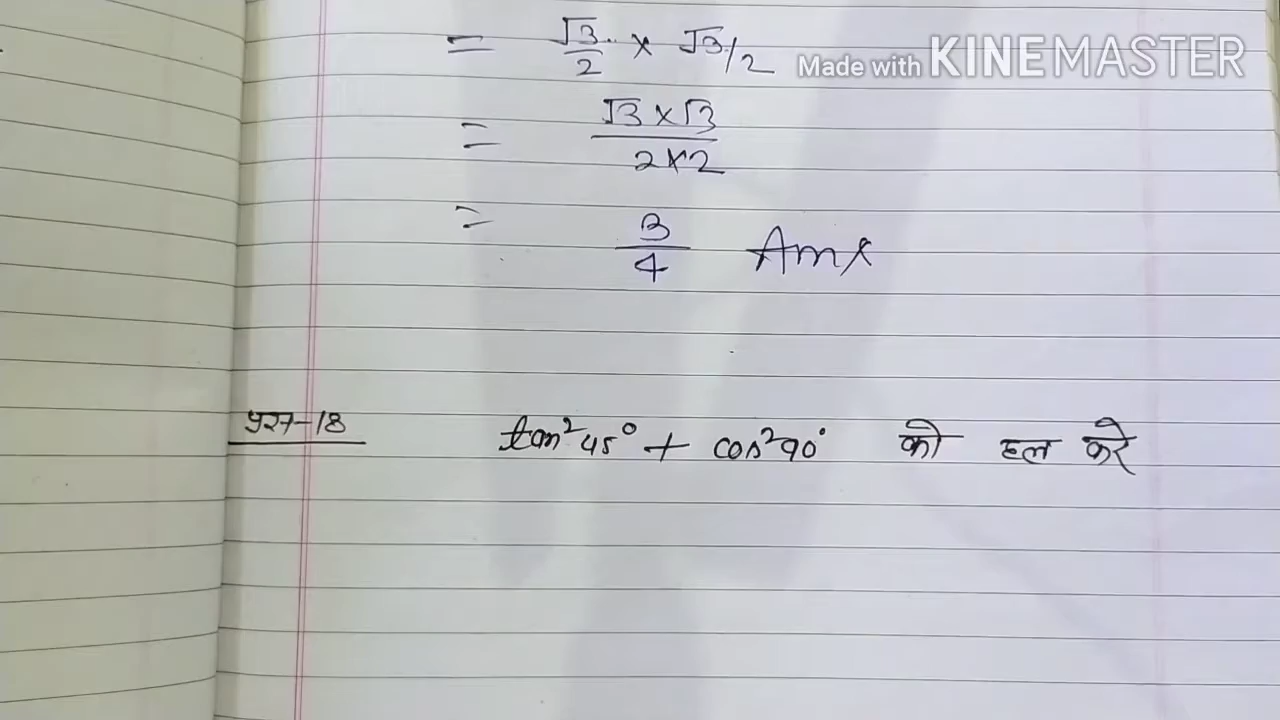 = √3/2 × √3/2
Made with KINEMASTER
= √3×√3/2×2
= 3/4 Ans
प्रश्न-18 tan²45° + cos²90° को हल करे